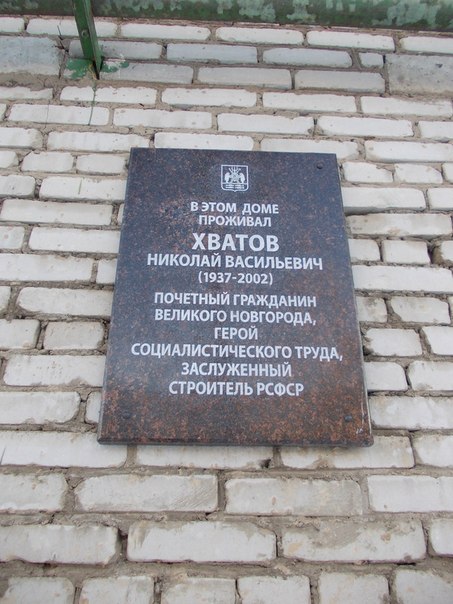 В ЭТОМ ДОМЕ
ПРОЖИВАЛ
ХВАТОВ
НИКОЛАЙ ВАСИЛЬЕВИЧ
(1937-2002)
ПОЧЕТНЫЙ ГРАЖДАНИН
ВЕЛИКОГО НОВГОРОДА,
ГЕРОЙ
СОЦИАЛИСТИЧЕСКОГО ТРУДА,
ЗАСЛУЖЕННЫЙ
СТРОИТЕЛЬ РСФСР